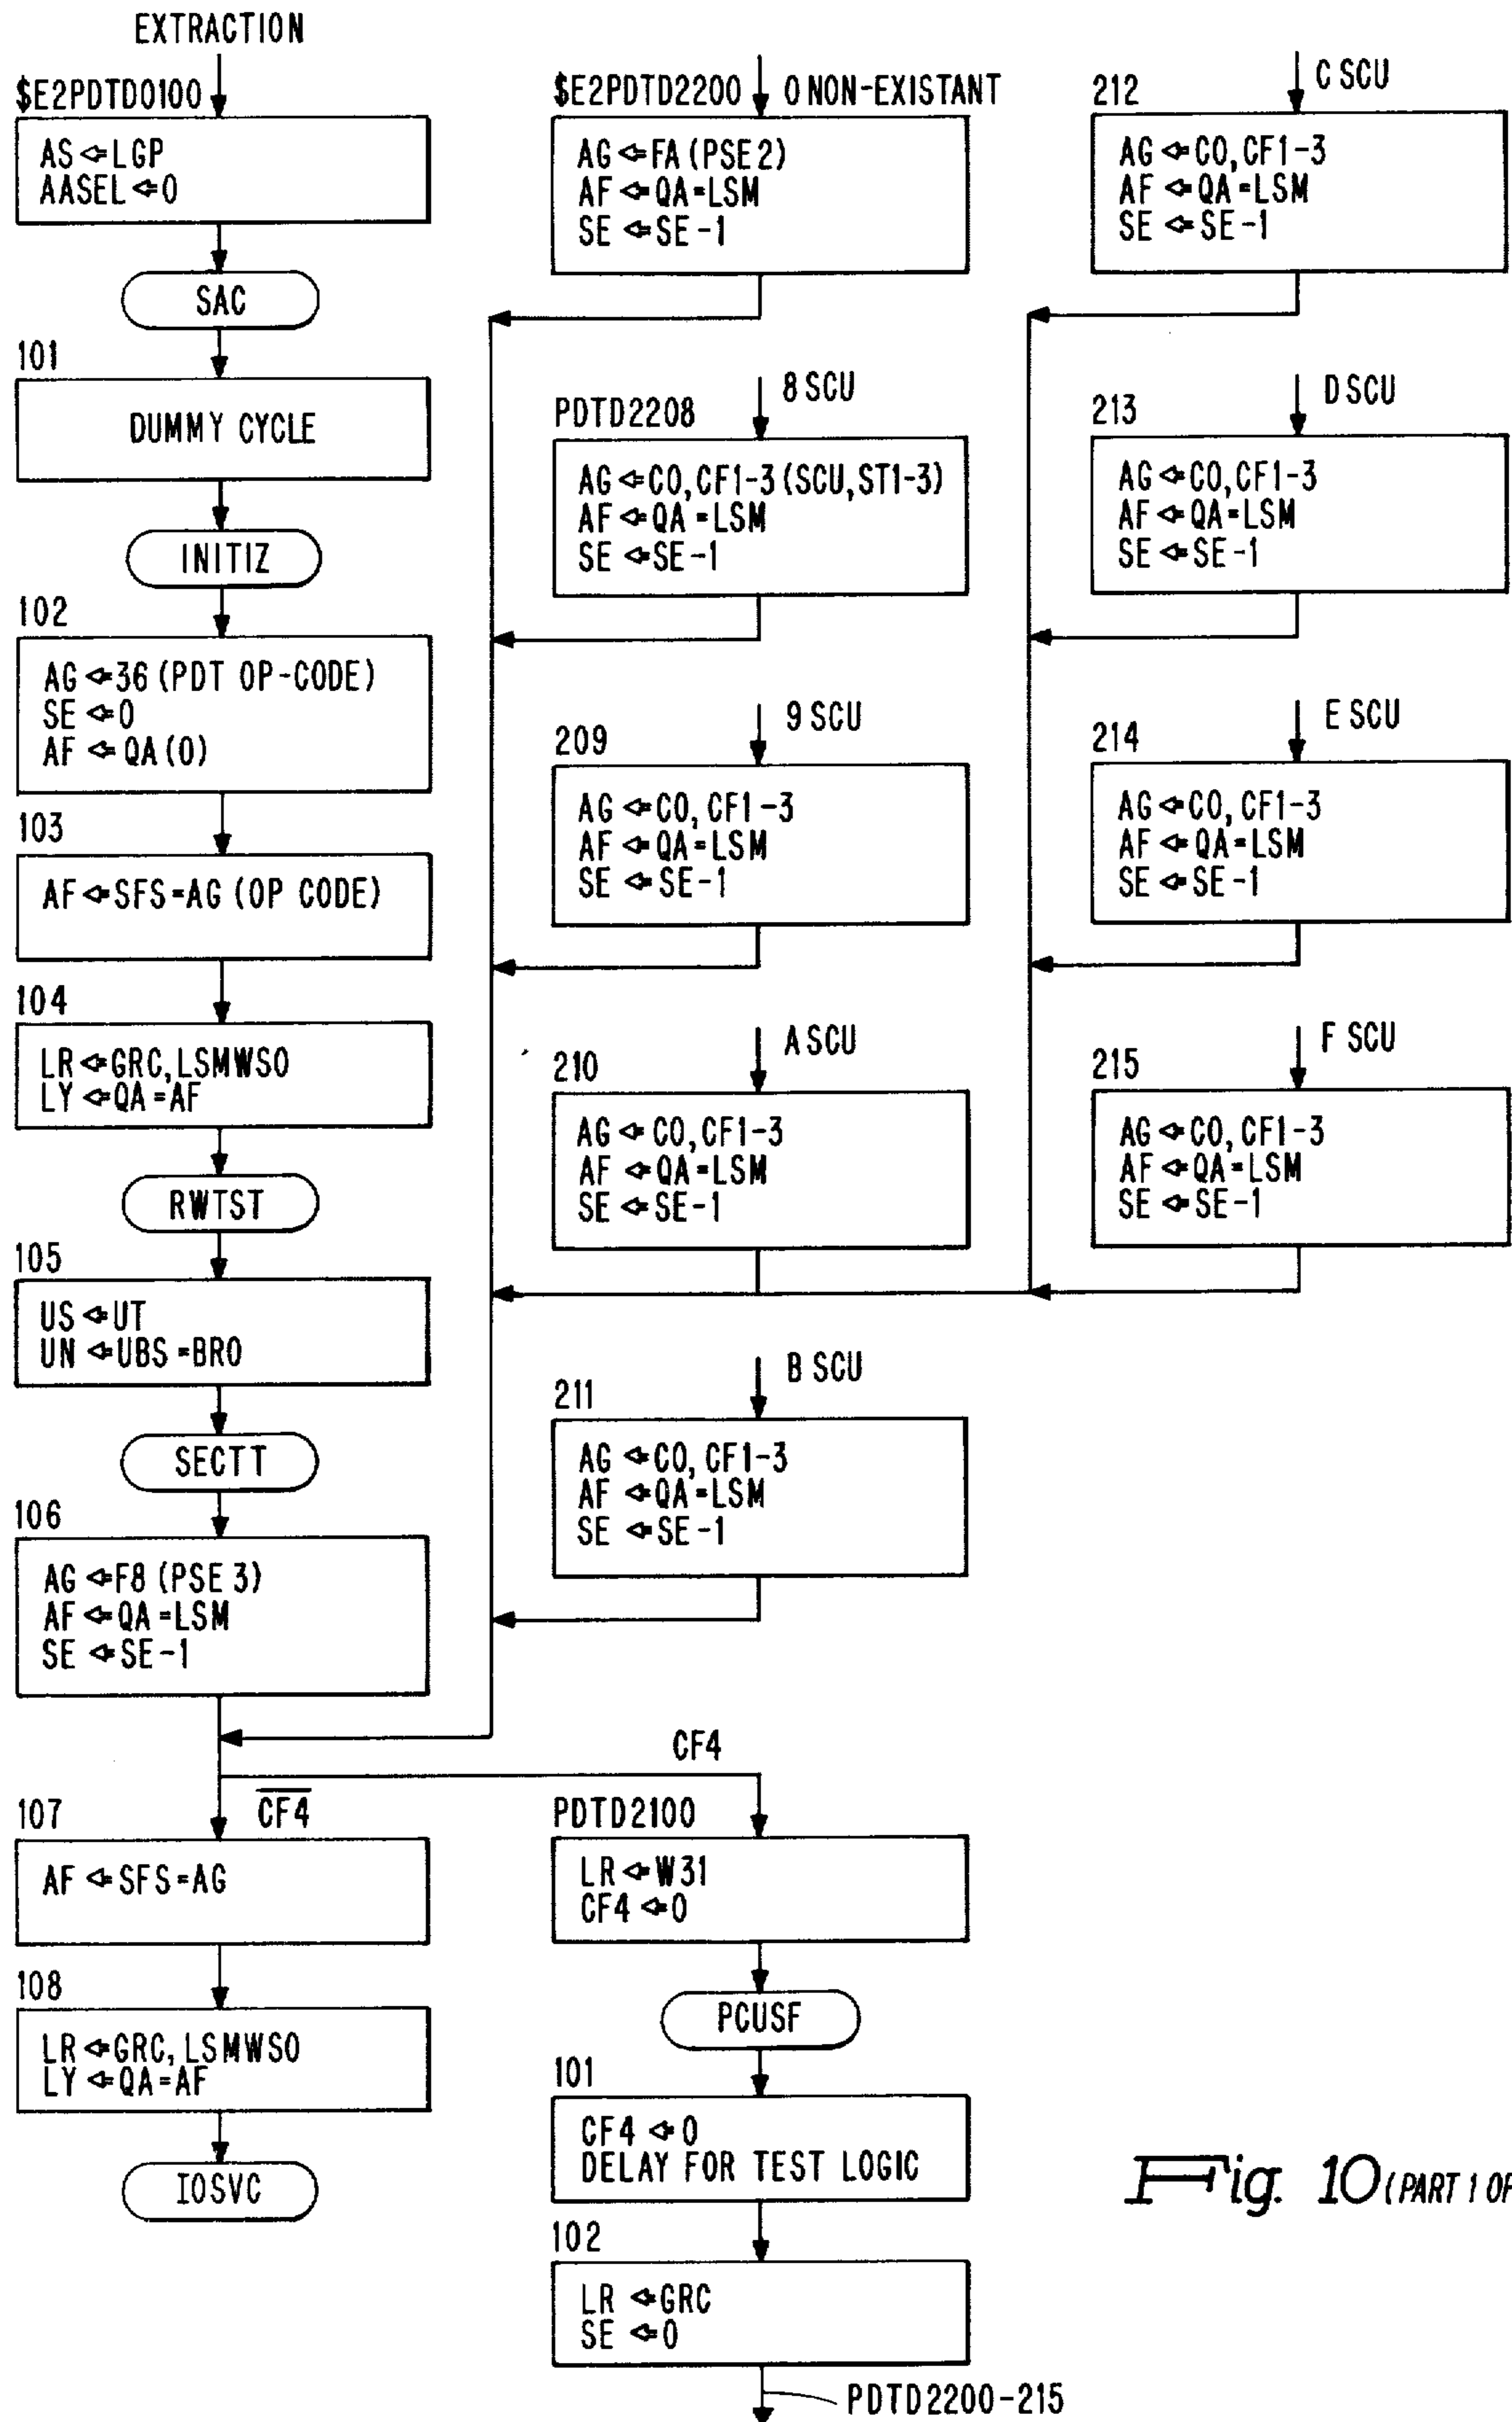 EXTRACTION
$E2PDTD0100
AS ⇐ LGP
AASEL ⇐ 0
SAC
101
DUMMY CYCLE
INITIZ
102
AG ⇐ 36 (PDT OP-CODE)
SE ⇐ 0
AF ⇐ QA (0)
103
AF ⇐ SFS = AG (OP CODE)
104
LR ⇐ GRC, LSMWS0
LY ⇐ QA = AF
RWTST
105
US ⇐ UT
UN ⇐ UBS = BR0
SECTT
106
AG ⇐ F8 (PSE 3)
AF ⇐ QA = LSM
SE ⇐ SE - 1
C̅F̅4̅
107
AF ⇐ SFS = AG
108
LR ⇐ GRC, LSMWS0
LY ⇐ QA = AF
IOSVC
$E2PDTD2200
0 NON-EXISTANT
AG ⇐ FA (PSE 2)
AF ⇐ QA = LSM
SE ⇐ SE - 1
8 SCU
PDTD2208
AG ⇐ C0, CF1-3 (SCU, ST1-3)
AF ⇐ QA = LSM
SE ⇐ SE - 1
9 SCU
209
AG ⇐ C0, CF1-3
AF ⇐ QA = LSM
SE ⇐ SE - 1
A SCU
210
AG ⇐ C0, CF1-3
AF ⇐ QA = LSM
SE ⇐ SE - 1
B SCU
211
AG ⇐ C0, CF1-3
AF ⇐ QA = LSM
SE ⇐ SE - 1
CF4
PDTD2100
LR ⇐ W31
CF4 ⇐ 0
PCUSF
101
CF4 ⇐ 0
DELAY FOR TEST LOGIC
102
LR ⇐ GRC
SE ⇐ 0
PDTD2200-215
C SCU
212
AG ⇐ C0, CF1-3
AF ⇐ QA = LSM
SE ⇐ SE - 1
D SCU
213
AG ⇐ C0, CF1-3
AF ⇐ QA = LSM
SE ⇐ SE - 1
E SCU
214
AG ⇐ C0, CF1-3
AF ⇐ QA = LSM
SE ⇐ SE - 1
F SCU
215
AG ⇐ C0, CF1-3
AF ⇐ QA = LSM
SE ⇐ SE - 1
Fig. 10 (PART 1 OF